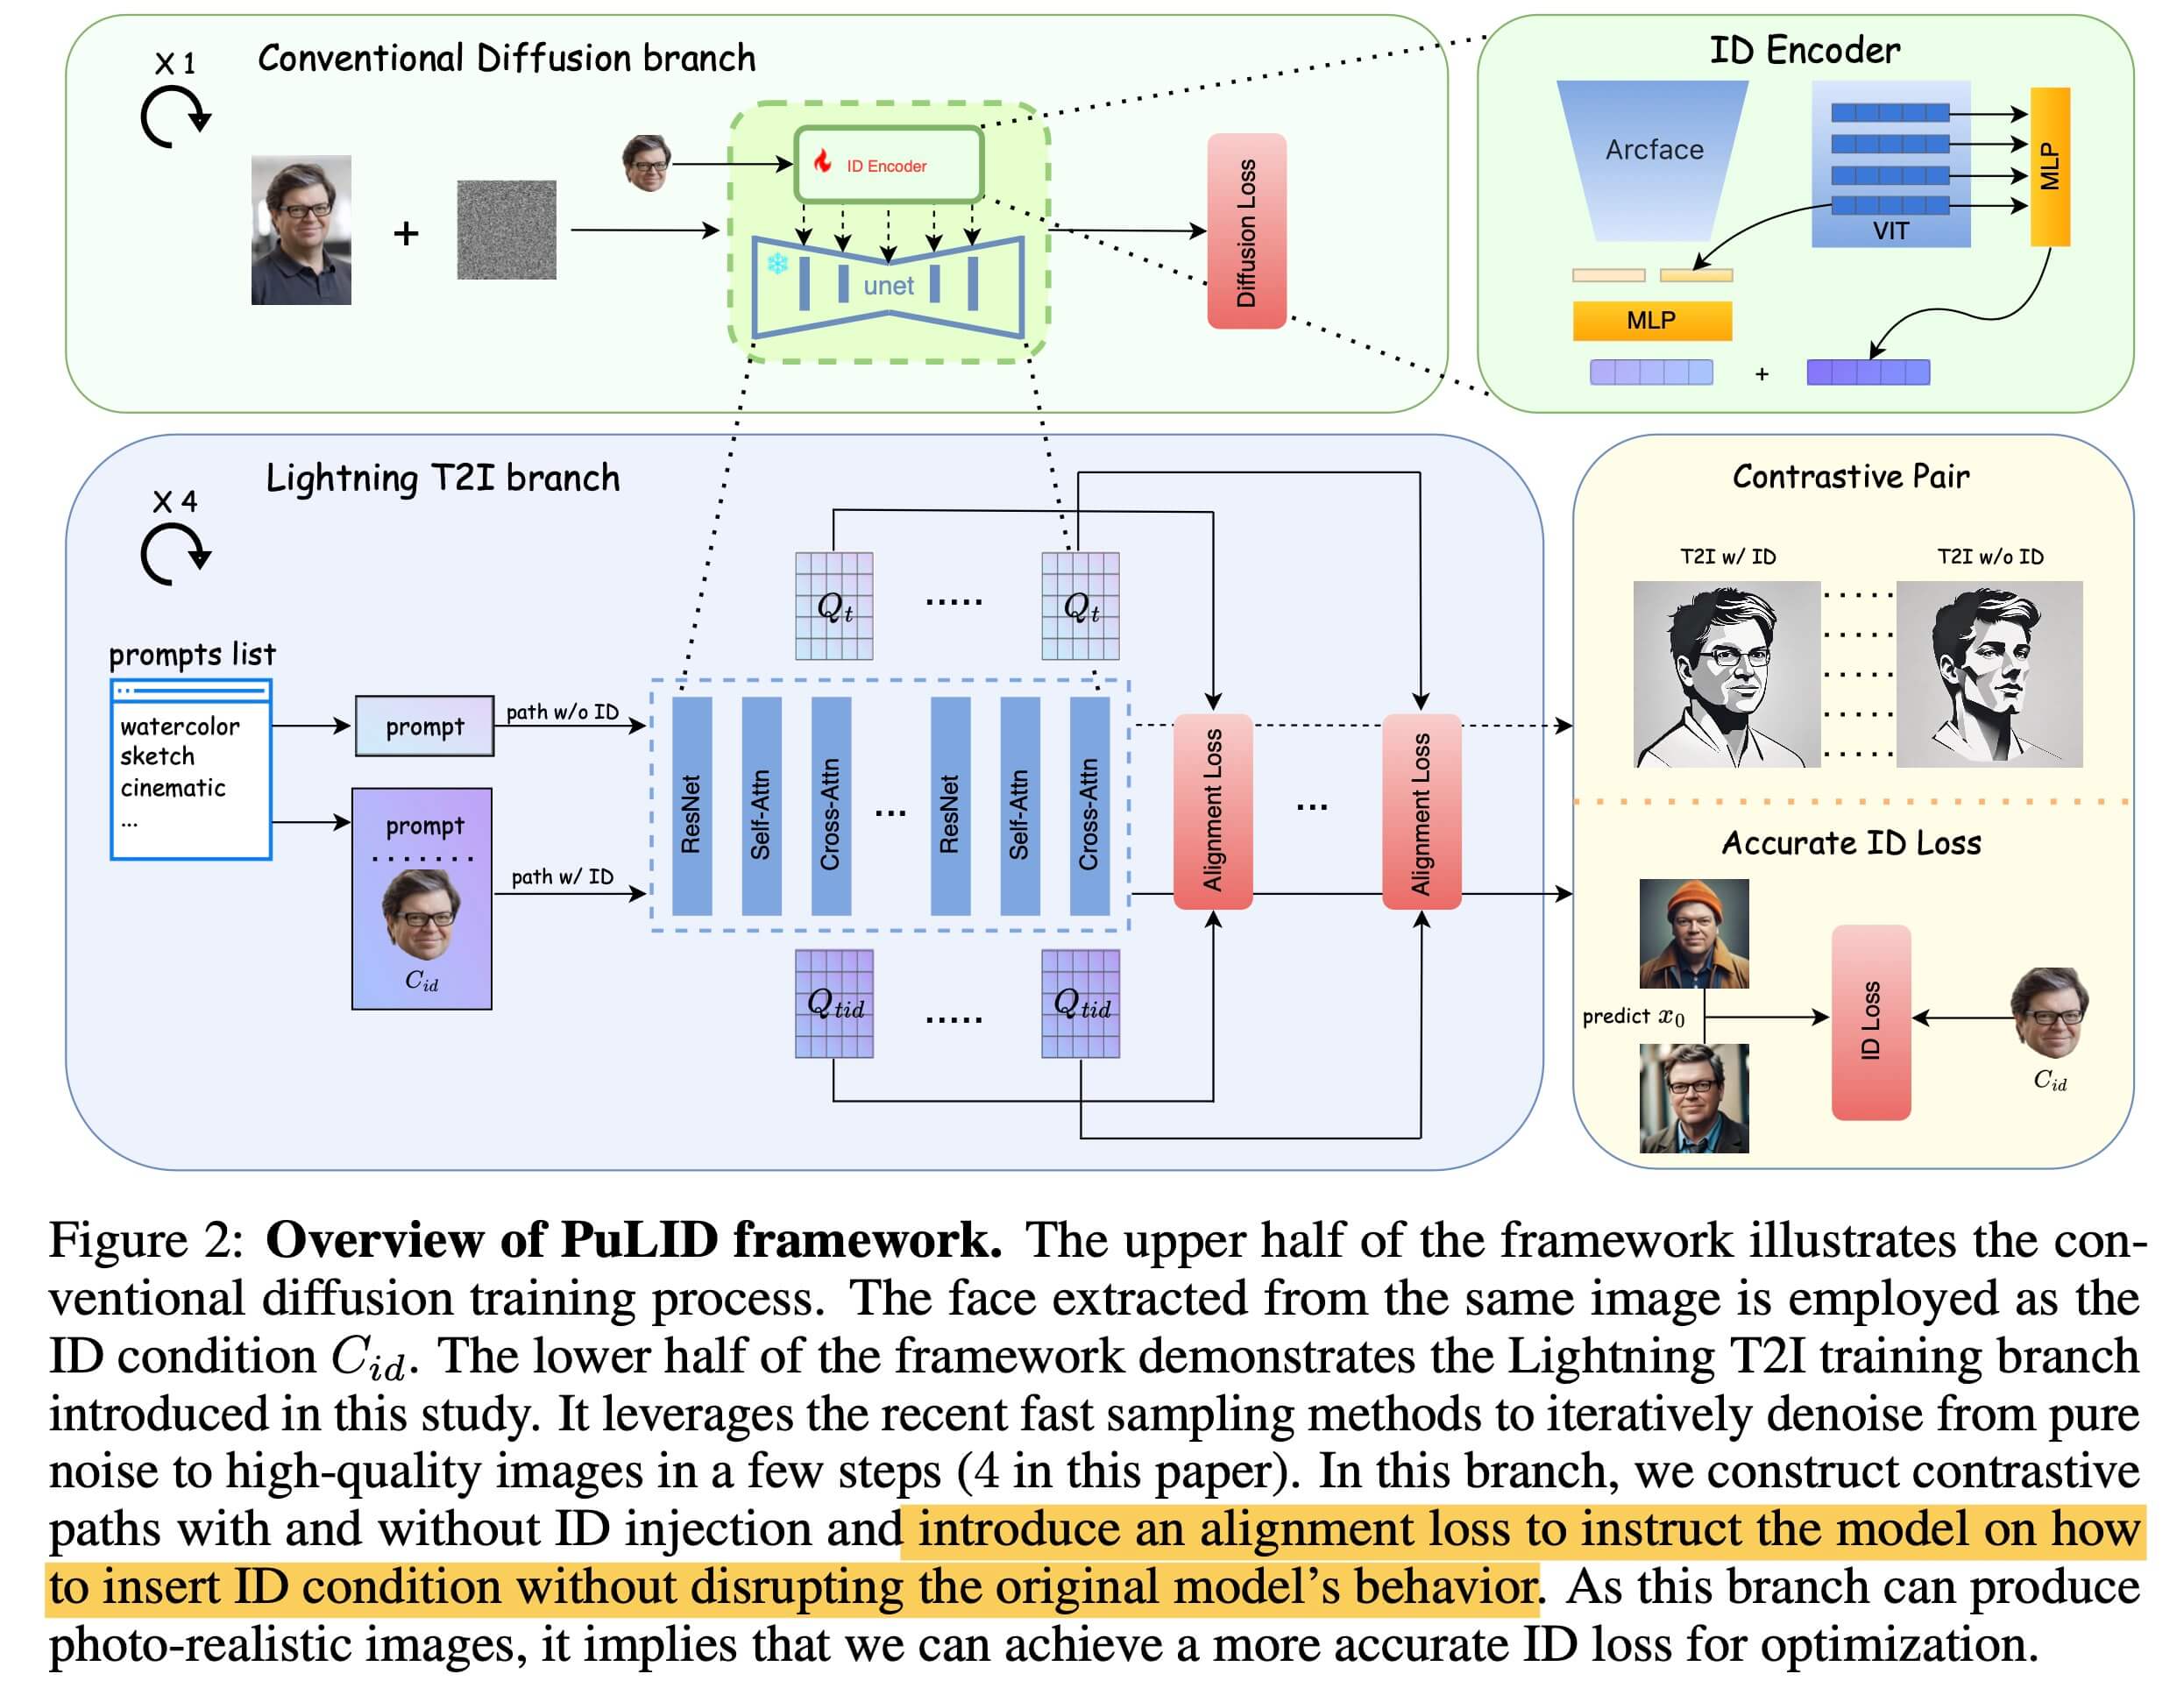 Conventional Diffusion branch
X 1
+
ID Encoder
unet
Diffusion Loss
ID Encoder
Arcface
VIT
MLP
MLP
+
Lightning T2I branch
X 4
prompts list
watercolor
sketch
cinematic
...
prompt
path w/o ID
prompt
C_{id}
path w/ ID
Q_t
.....
Q_t
ResNet
Self-Attn
Cross-Attn
...
ResNet
Self-Attn
Cross-Attn
Q_{tid}
.....
Q_{tid}
Alignment Loss
...
Alignment Loss
Contrastive Pair
T2I w/ ID
T2I w/o ID
Accurate ID Loss
predict x_0
ID Loss
C_{id}
Figure 2: Overview of PuLID framework. The upper half of the framework illustrates the con-
ventional diffusion training process. The face extracted from the same image is employed as the
ID condition C_{id}. The lower half of the framework demonstrates the Lightning T2I training branch
introduced in this study. It leverages the recent fast sampling methods to iteratively denoise from pure
noise to high-quality images in a few steps (4 in this paper). In this branch, we construct contrastive
paths with and without ID injection and introduce an alignment loss to instruct the model on how
to insert ID condition without disrupting the original model's behavior. As this branch can produce
photo-realistic images, it implies that we can achieve a more accurate ID loss for optimization.